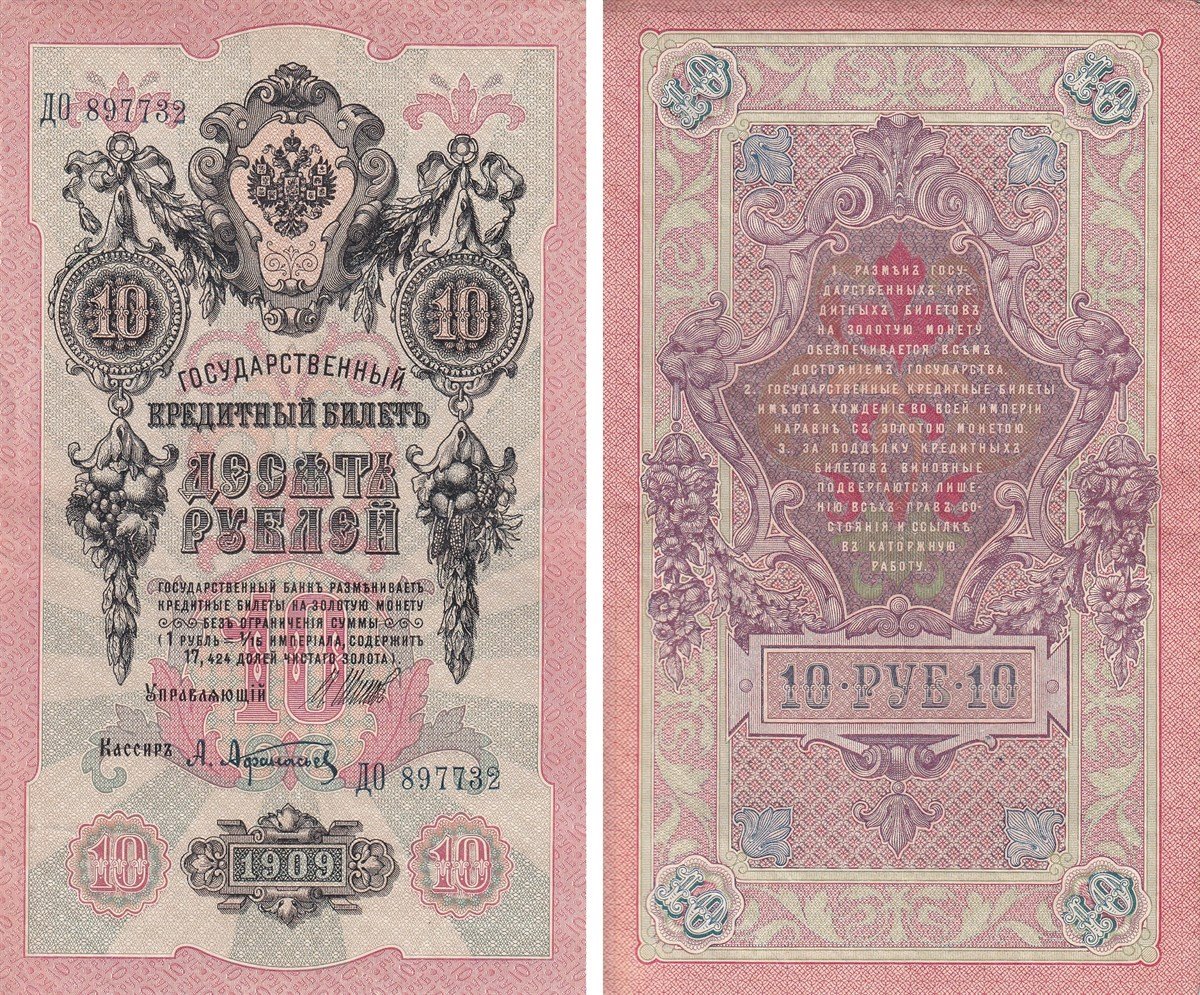 ДО 897732
10
10
ГОСУДАРСТВЕННЫЙ
КРЕДИТНЫЙ БИЛЕТЪ
ДЕСЯТЬ
РУБЛЕЙ
ГОСУДАРСТВЕННЫЙ БАНКЪ РАЗМѢНИВАЕТЪ
КРЕДИТНЫЕ БИЛЕТЫ НА ЗОЛОТУЮ МОНЕТУ
БЕЗЪ ОГРАНИЧЕНІЯ СУММЫ
(1 РУБЛЬ = 1/15 ИМПЕРІАЛА, СОДЕРЖИТЪ
17,424 ДОЛЕЙ ЧИСТАГО ЗОЛОТА).
10
УПРАВЛЯЮЩІЙ
КАССИРЪ А. Афанасьев
ДО 897732
10
1909
10
10
10
1. РАЗМѢНЪ ГОСУ-
ДАРСТВЕННЫХЪ КРЕ-
ДИТНЫХЪ БИЛЕТОВЪ
НА ЗОЛОТУЮ МОНЕТУ
ОБЕЗПЕЧИВАЕТСЯ ВСѢМЪ
ДОСТОЯНІЕМЪ ГОСУДАРСТВА.
2. ГОСУДАРСТВЕННЫЕ КРЕДИТНЫЕ БИЛЕТЫ
ИМѢЮТЪ ХОЖДЕНІЕ ВО ВСЕЙ ИМПЕРІИ
НАРАВНѢ СЪ ЗОЛОТОЮ МОНЕТОЮ.
3. ЗА ПОДДѢЛКУ КРЕДИТНЫХЪ
БИЛЕТОВЪ ВИНОВНЫЕ
ПОДВЕРГАЮТСЯ ЛИШЕ-
НІЮ ВСѢХЪ ПРАВЪ СО-
СТОЯНІЯ И ССЫЛКѢ
ВЪ КАТОРЖНУЮ
РАБОТУ.
10·РУБ·10
10
10